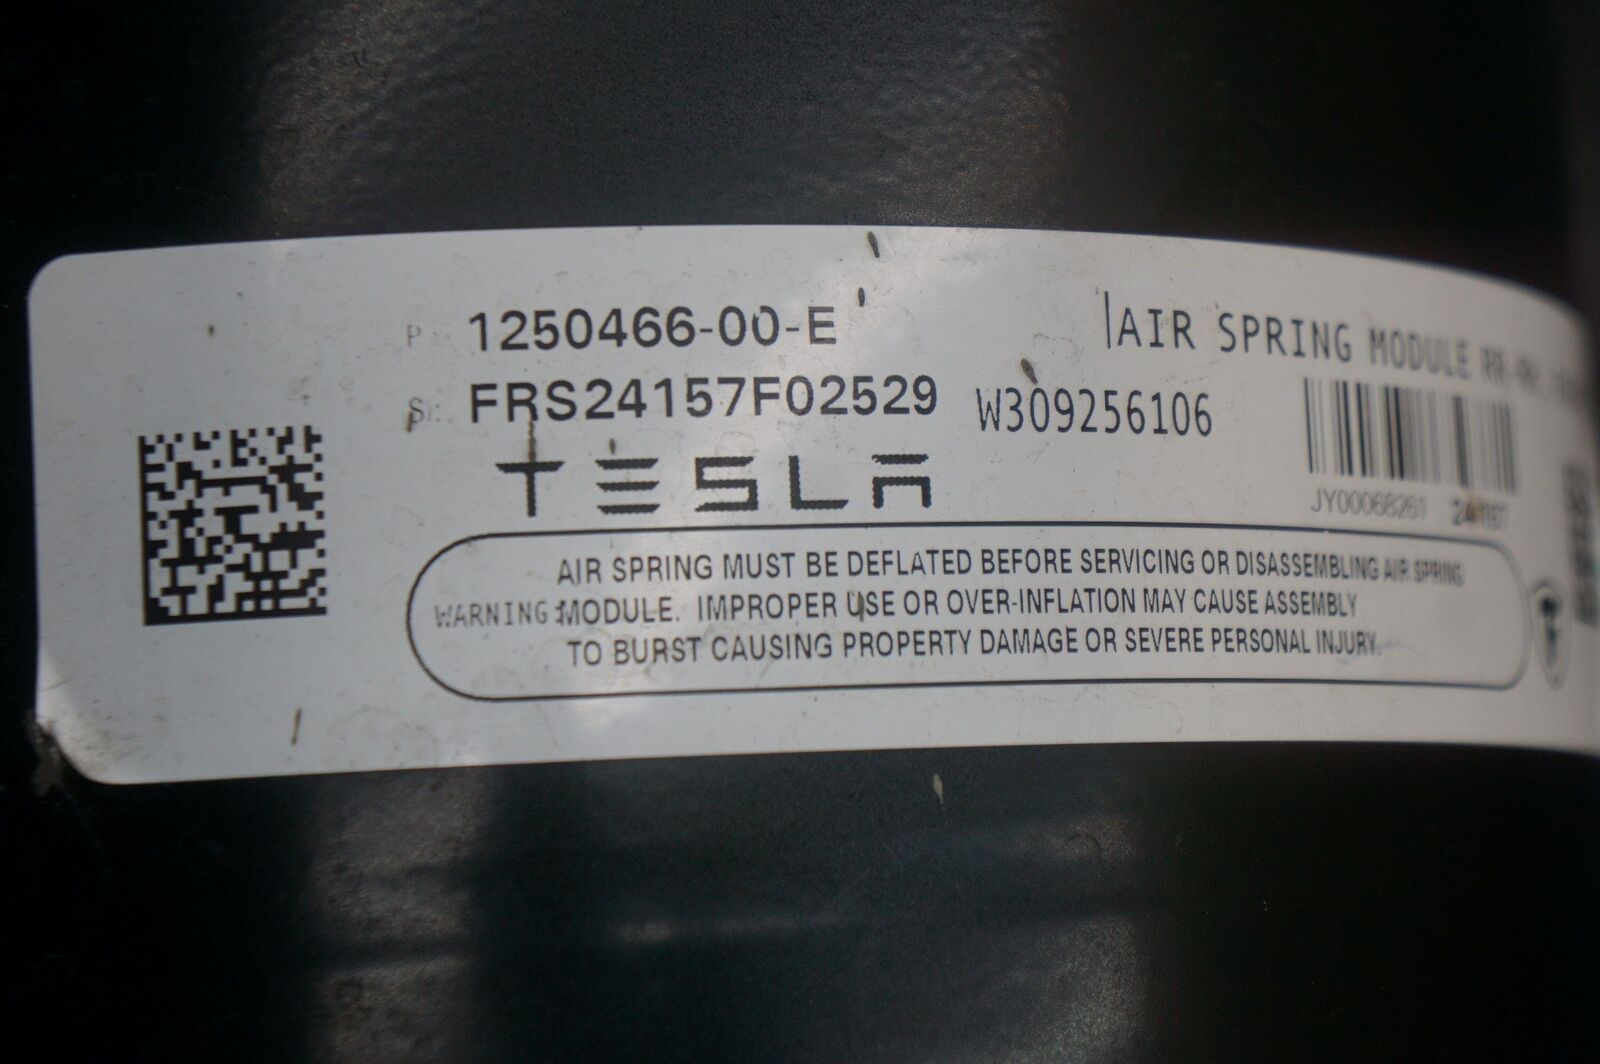 P: 1250466-00-E
AIR SPRING MODULE
S: FRS24157F02529
W309256106
TESLA
JY00068261
AIR SPRING MUST BE DEFLATED BEFORE SERVICING OR DISASSEMBLING AIR SPRING
WARNING: MODULE. IMPROPER USE OR OVER-INFLATION MAY CAUSE ASSEMBLY
TO BURST CAUSING PROPERTY DAMAGE OR SEVERE PERSONAL INJURY.